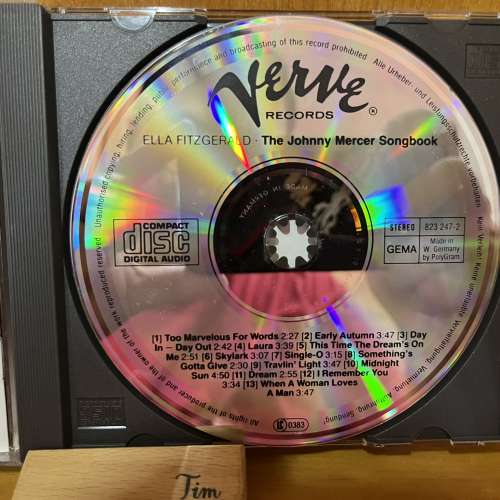 Unauthorised copying, hiring, lending, public performance and broadcasting of this record prohibited
Alle Urheber- und Leistungsschutzrechte vorbehalten
Kein Verleih! Keine unerlaubte Vervielfältigung, Vermietung, Aufführung, Sendung!
All rights of the producer and of the owner of the work reproduced reserved
VERVE
RECORDS ®
ELLA FITZGERALD · The Johnny Mercer Songbook
MADE IN GERMANY
COMPACT
disc
DIGITAL AUDIO
STEREO 823 247-2
GEMA Made in
W. Germany
by PolyGram
[1] Too Marvelous For Words 2:27 [2] Early Autumn 3:47 [3] Day
In – Day Out 2:42 [4] Laura 3:39 [5] This Time The Dream's On
Me 2:51 [6] Skylark 3:07 [7] Single-O 3:15 [8] Something's
Gotta Give 2:30 [9] Travlin' Light 3:47 [10] Midnight
Sun 4:50 [11] Dream 2:55 [12] I Remember You
3:34 [13] When A Woman Loves
A Man 3:47
LC 0383
Tim